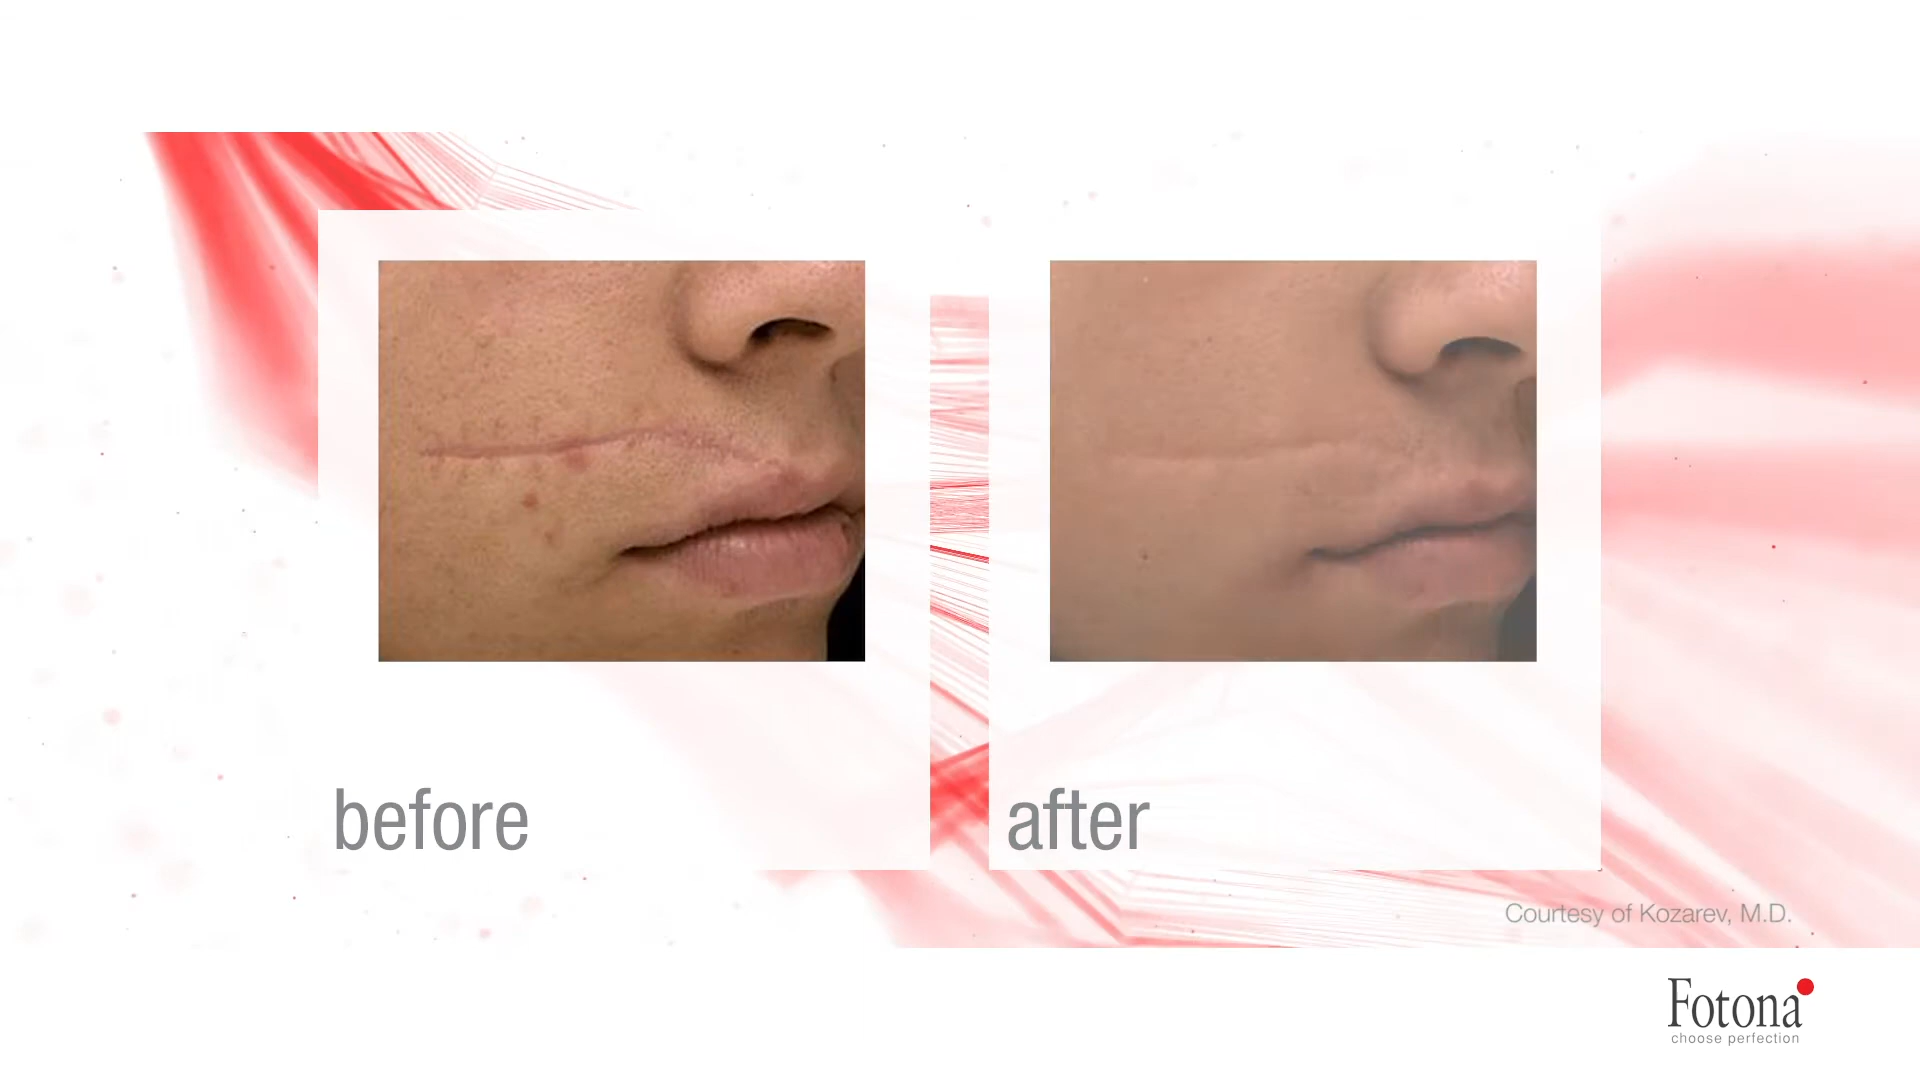 before
after
Courtesy of Kozarev, M.D.
Fotona
choose perfection